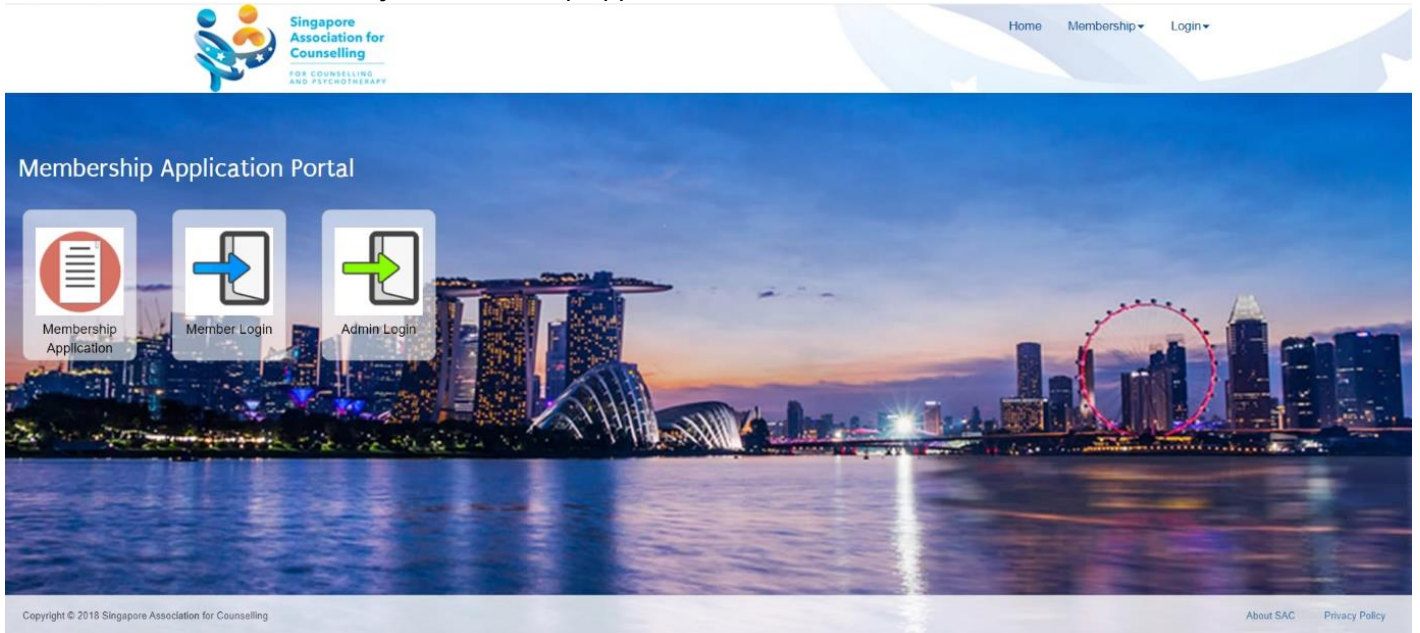 Singapore
Association for
Counselling
FOR COUNSELLING
AND PSYCHOTHERAPY
Home Membership Login
Membership Application Portal
Membership
Application
Member Login
Admin Login
Copyright © 2018 Singapore Association for Counselling
About SAC Privacy Policy